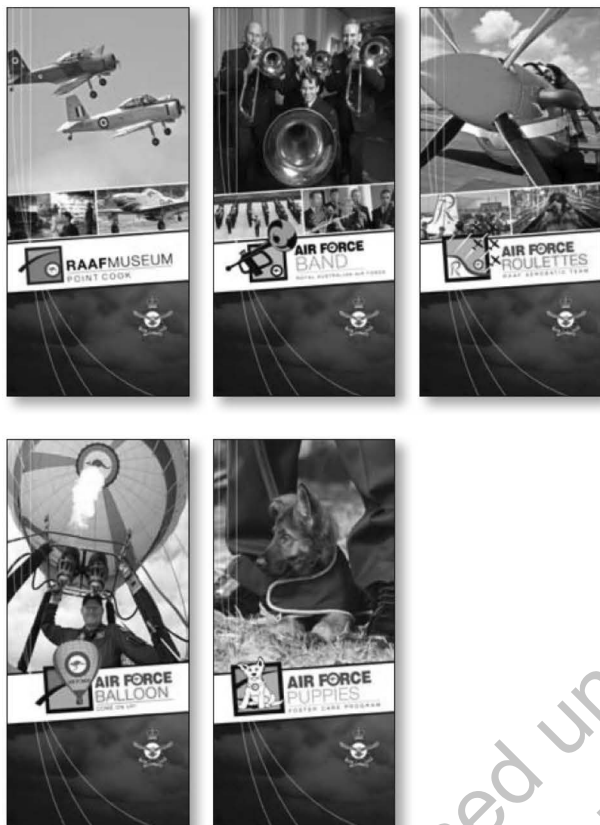 RAAFMUSEUM
POINT COOK
AIR FORCE
BAND
ROYAL AUSTRALIAN AIR FORCE
AIR FORCE
ROULETTES
RAAF AEROBATIC TEAM
AIR FORCE
BALLOON
COME ON UP!
AIR FORCE
PUPPIES
FOSTER CARE PROGRAM